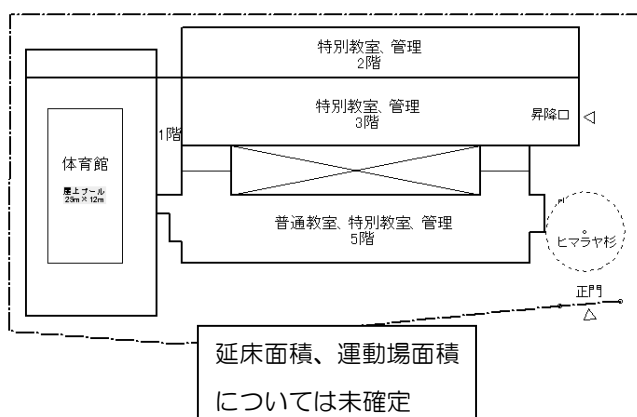 特別教室、管理
2階
特別教室、管理
3階
昇降口
1階
体育館
屋上プール
25m×12m
普通教室、特別教室、管理
5階
ヒマラヤ杉
正門
延床面積、運動場面積
については未確定